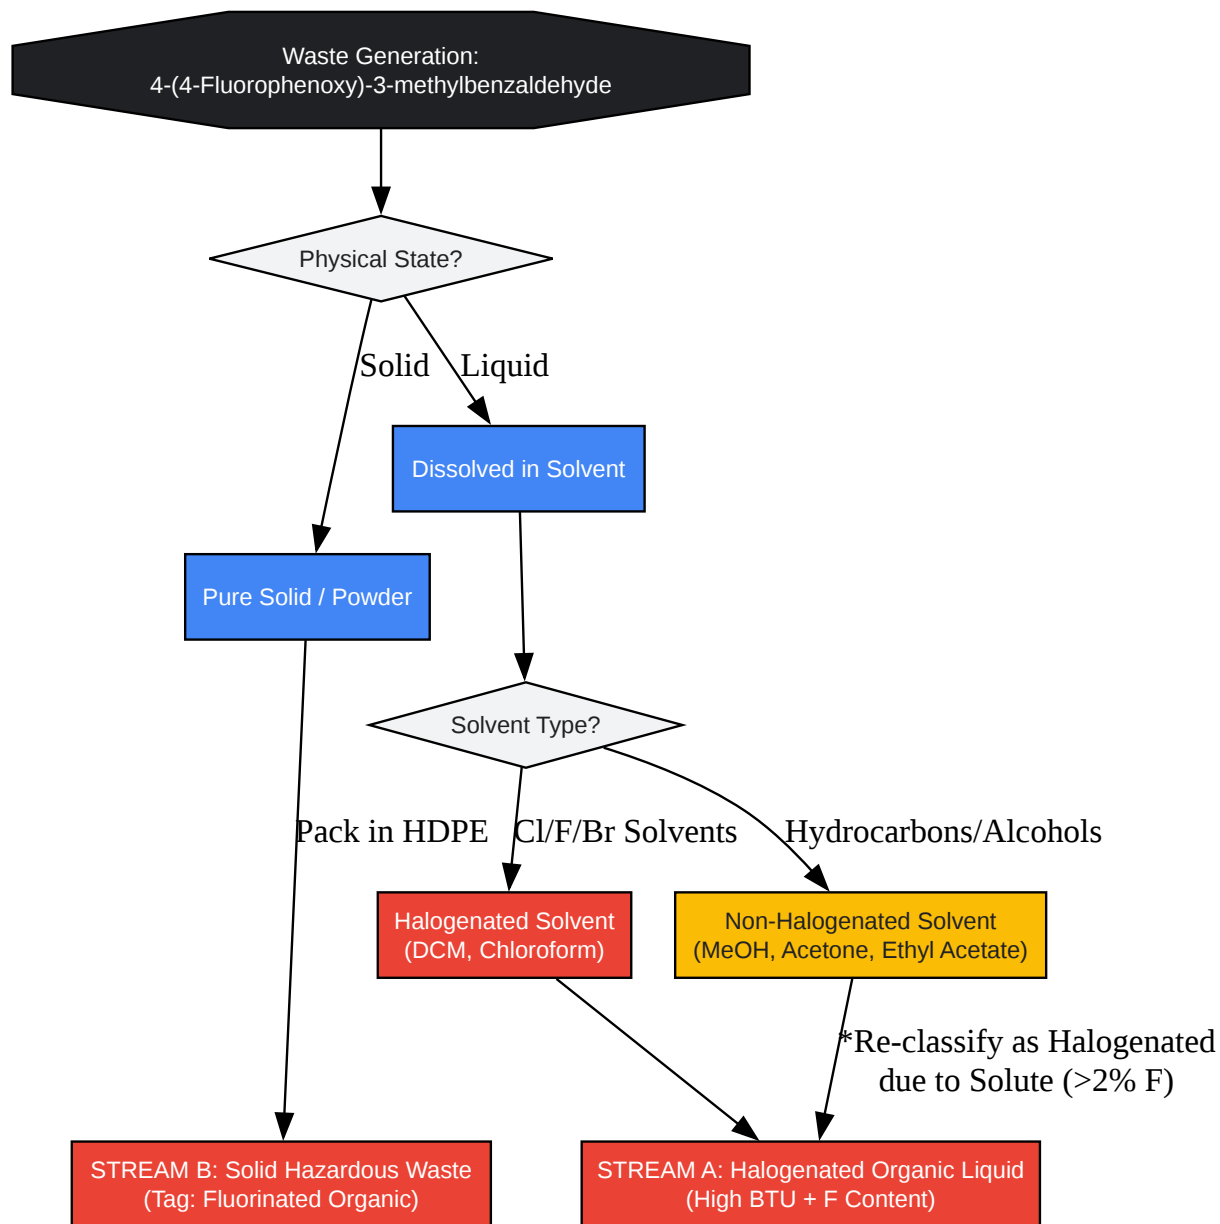 Waste Generation:
4-(4-Fluorophenoxy)-3-methylbenzaldehyde
Physical State?
Solid
Liquid
Dissolved in Solvent
Pure Solid / Powder
Solvent Type?
Pack in HDPE
Cl/F/Br Solvents
Hydrocarbons/Alcohols
Halogenated Solvent
(DCM, Chloroform)
Non-Halogenated Solvent
(MeOH, Acetone, Ethyl Acetate)
*Re-classify as Halogenated
due to Solute (>2% F)
STREAM B: Solid Hazardous Waste
(Tag: Fluorinated Organic)
STREAM A: Halogenated Organic Liquid
(High BTU + F Content)